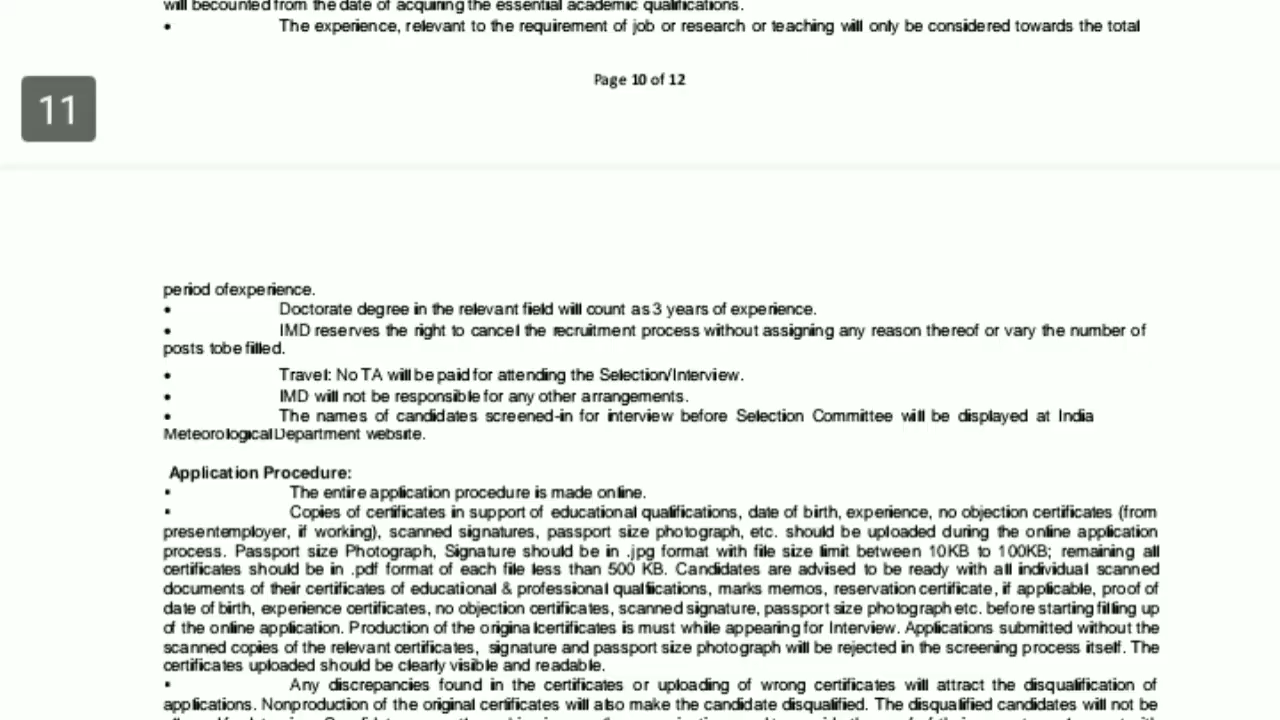 will becounted from the date of acquiring the essential academic qualifications.
• The experience, relevant to the requirement of job or research or teaching will only be considered towards the total
Page 10 of 12
11
period ofexperience.
• Doctorate degree in the relevant field will count as 3 years of experience.
• IMD reserves the right to cancel the recruitment process without assigning any reason thereof or vary the number of
posts tobe filled.
• Travel: No TA will be paid for attending the Selection/Interview.
• IMD will not be responsible for any other arrangements.
• The names of candidates screened-in for interview before Selection Committee will be displayed at India
MeteorologicalDepartment website.
Application Procedure:
• The entire application procedure is made online.
• Copies of certificates in support of educational qualifications, date of birth, experience, no objection certificates (from
presentemployer, if working), scanned signatures, passport size photograph, etc. should be uploaded during the online application
process. Passport size Photograph, Signature should be in .jpg format with file size limit between 10KB to 100KB; remaining all
certificates should be in .pdf format of each file less than 500 KB. Candidates are advised to be ready with all individual scanned
documents of their certificates of educational & professional qualifications, marks memos, reservation certificate, if applicable, proof of
date of birth, experience certificates, no objection certificates, scanned signature, passport size photograph etc. before starting filling up
of the online application. Production of the original certificates is must while appearing for Interview. Applications submitted without the
scanned copies of the relevant certificates, signature and passport size photograph will be rejected in the screening process itself. The
certificates uploaded should be clearly visible and readable.
• Any discrepancies found in the certificates or uploading of wrong certificates will attract the disqualification of
applications. Nonproduction of the original certificates will also make the candidate disqualified. The disqualified candidates will not be